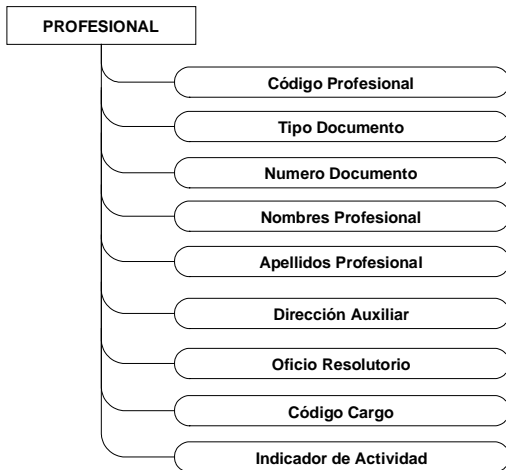 PROFESIONAL
Código Profesional
Tipo Documento
Numero Documento
Nombres Profesional
Apellidos Profesional
Dirección Auxiliar
Oficio Resolutorio
Código Cargo
Indicador de Actividad